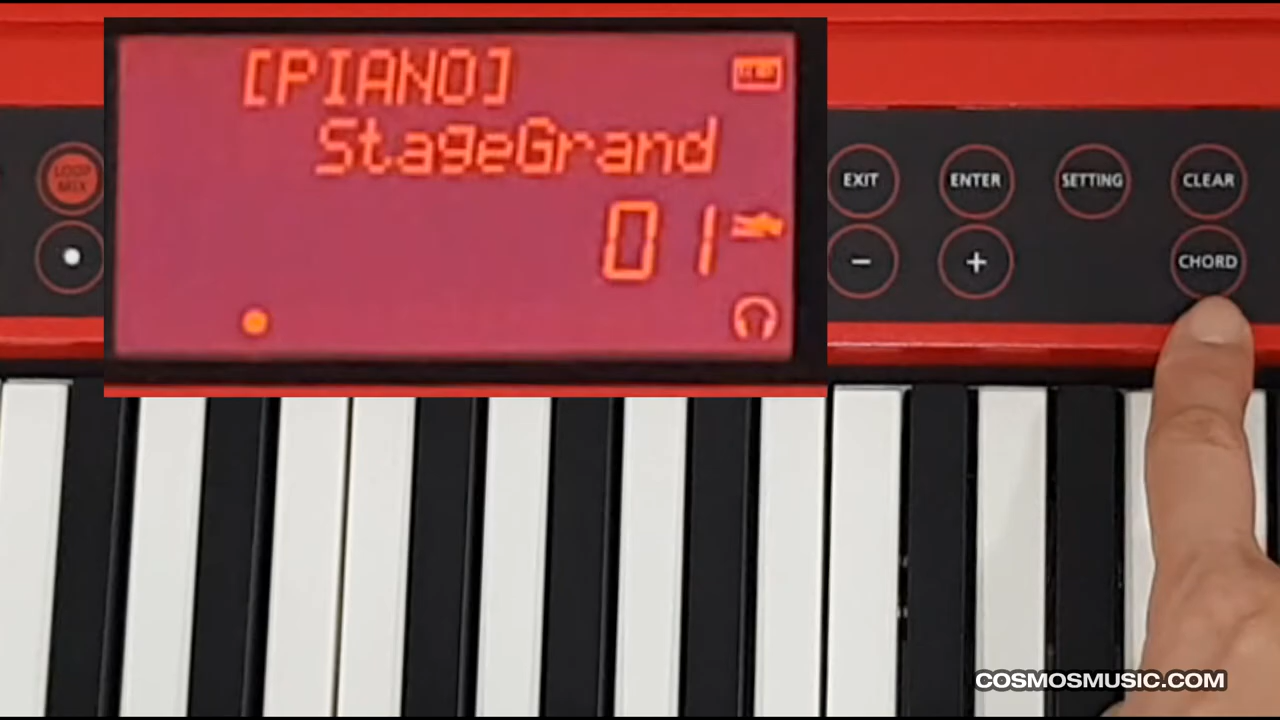 [PIANO]
StageGrand
01
LOOP
MIX
EXIT
ENTER
SETTING
CLEAR
−
+
CHORD
COSMOSMUSIC.COM